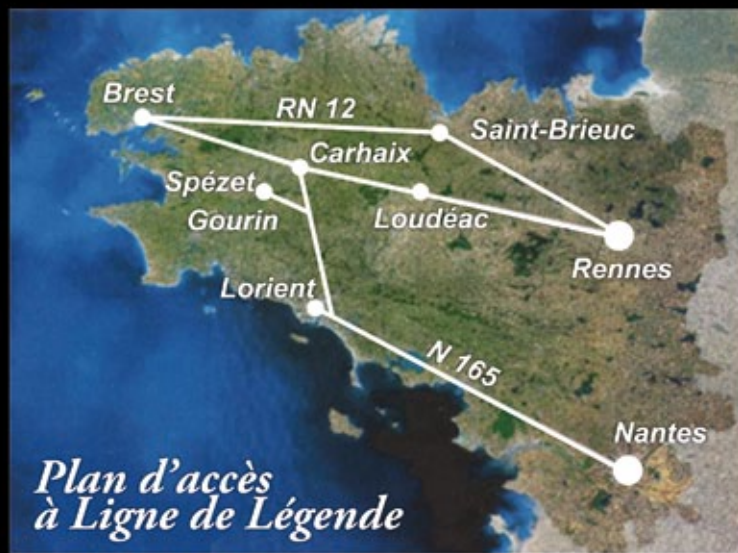 Brest
RN 12
Saint-Brieuc
Carhaix
Spézet
Gourin
Loudéac
Rennes
Lorient
N 165
Nantes
Plan d'accès
à Ligne de Légende